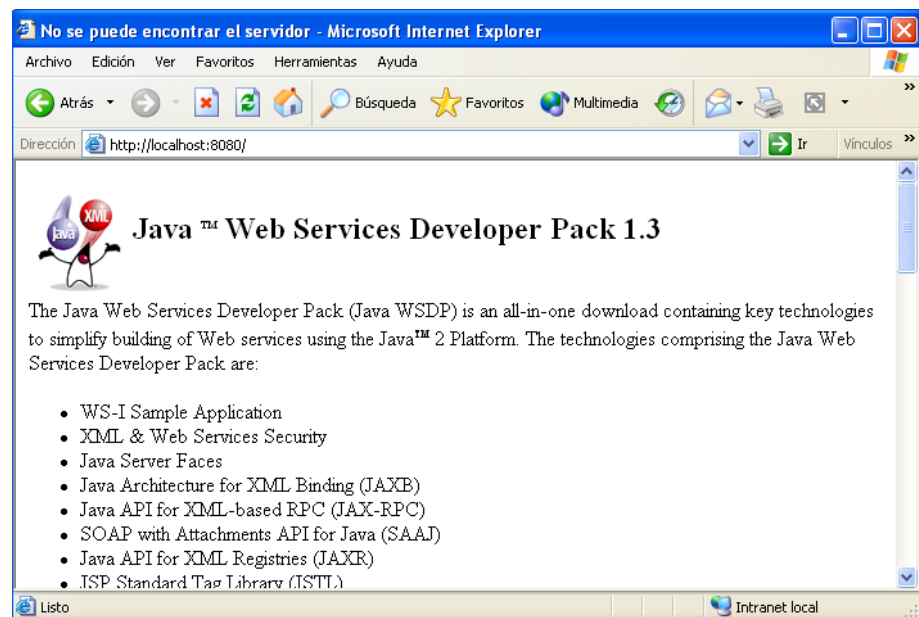 No se puede encontrar el servidor - Microsoft Internet Explorer
Archivo Edición Ver Favoritos Herramientas Ayuda
Atrás Búsqueda Favoritos Multimedia »
Dirección http://localhost:8080/ Ir Vínculos »
Java XML
Java ™ Web Services Developer Pack 1.3
The Java Web Services Developer Pack (Java WSDP) is an all-in-one download containing key technologies
to simplify building of Web services using the Java™ 2 Platform. The technologies comprising the Java Web
Services Developer Pack are:
• WS-I Sample Application
• XML & Web Services Security
• Java Server Faces
• Java Architecture for XML Binding (JAXB)
• Java API for XML-based RPC (JAX-RPC)
• SOAP with Attachments API for Java (SAAJ)
• Java API for XML Registries (JAXR)
• JSP Standard Tag Library (JSTL)
Listo Intranet local